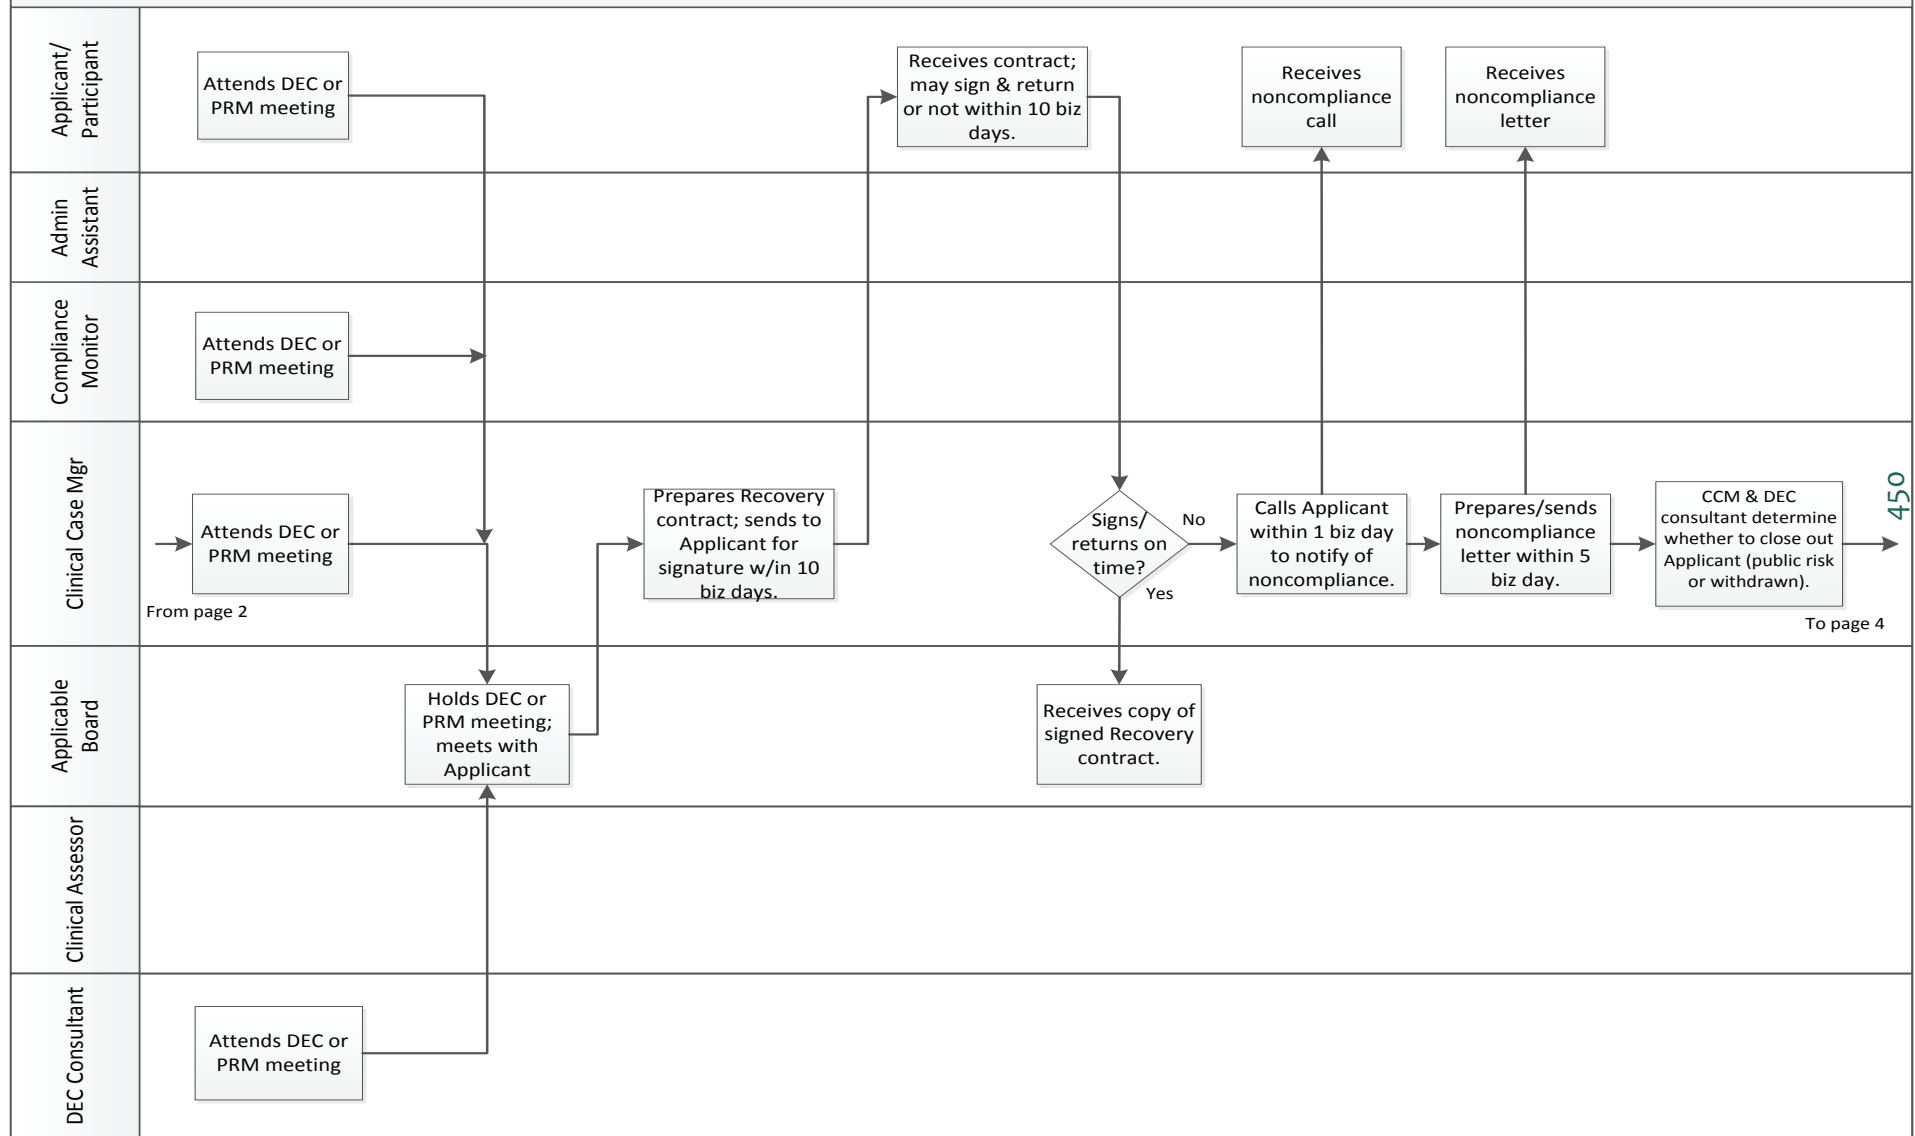 Applicant/
Participant
Attends DEC or
PRM meeting
Receives contract;
may sign & return
or not within 10 biz
days.
Receives
noncompliance
call
Receives
noncompliance
letter
Admin
Assistant
Compliance
Monitor
Attends DEC or
PRM meeting
Clinical Case Mgr
Attends DEC or
PRM meeting
From page 2
Prepares Recovery
contract; sends to
Applicant for
signature w/in 10
biz days.
Signs/
returns on
time?
No
Yes
Calls Applicant
within 1 biz day
to notify of
noncompliance.
Prepares/sends
noncompliance
letter within 5
biz day.
CCM & DEC
consultant determine
whether to close out
Applicant (public risk
or withdrawn).
To page 4
450
Applicable
Board
Holds DEC or
PRM meeting;
meets with
Applicant
Receives copy of
signed Recovery
contract.
Clinical Assessor
DEC Consultant
Attends DEC or
PRM meeting